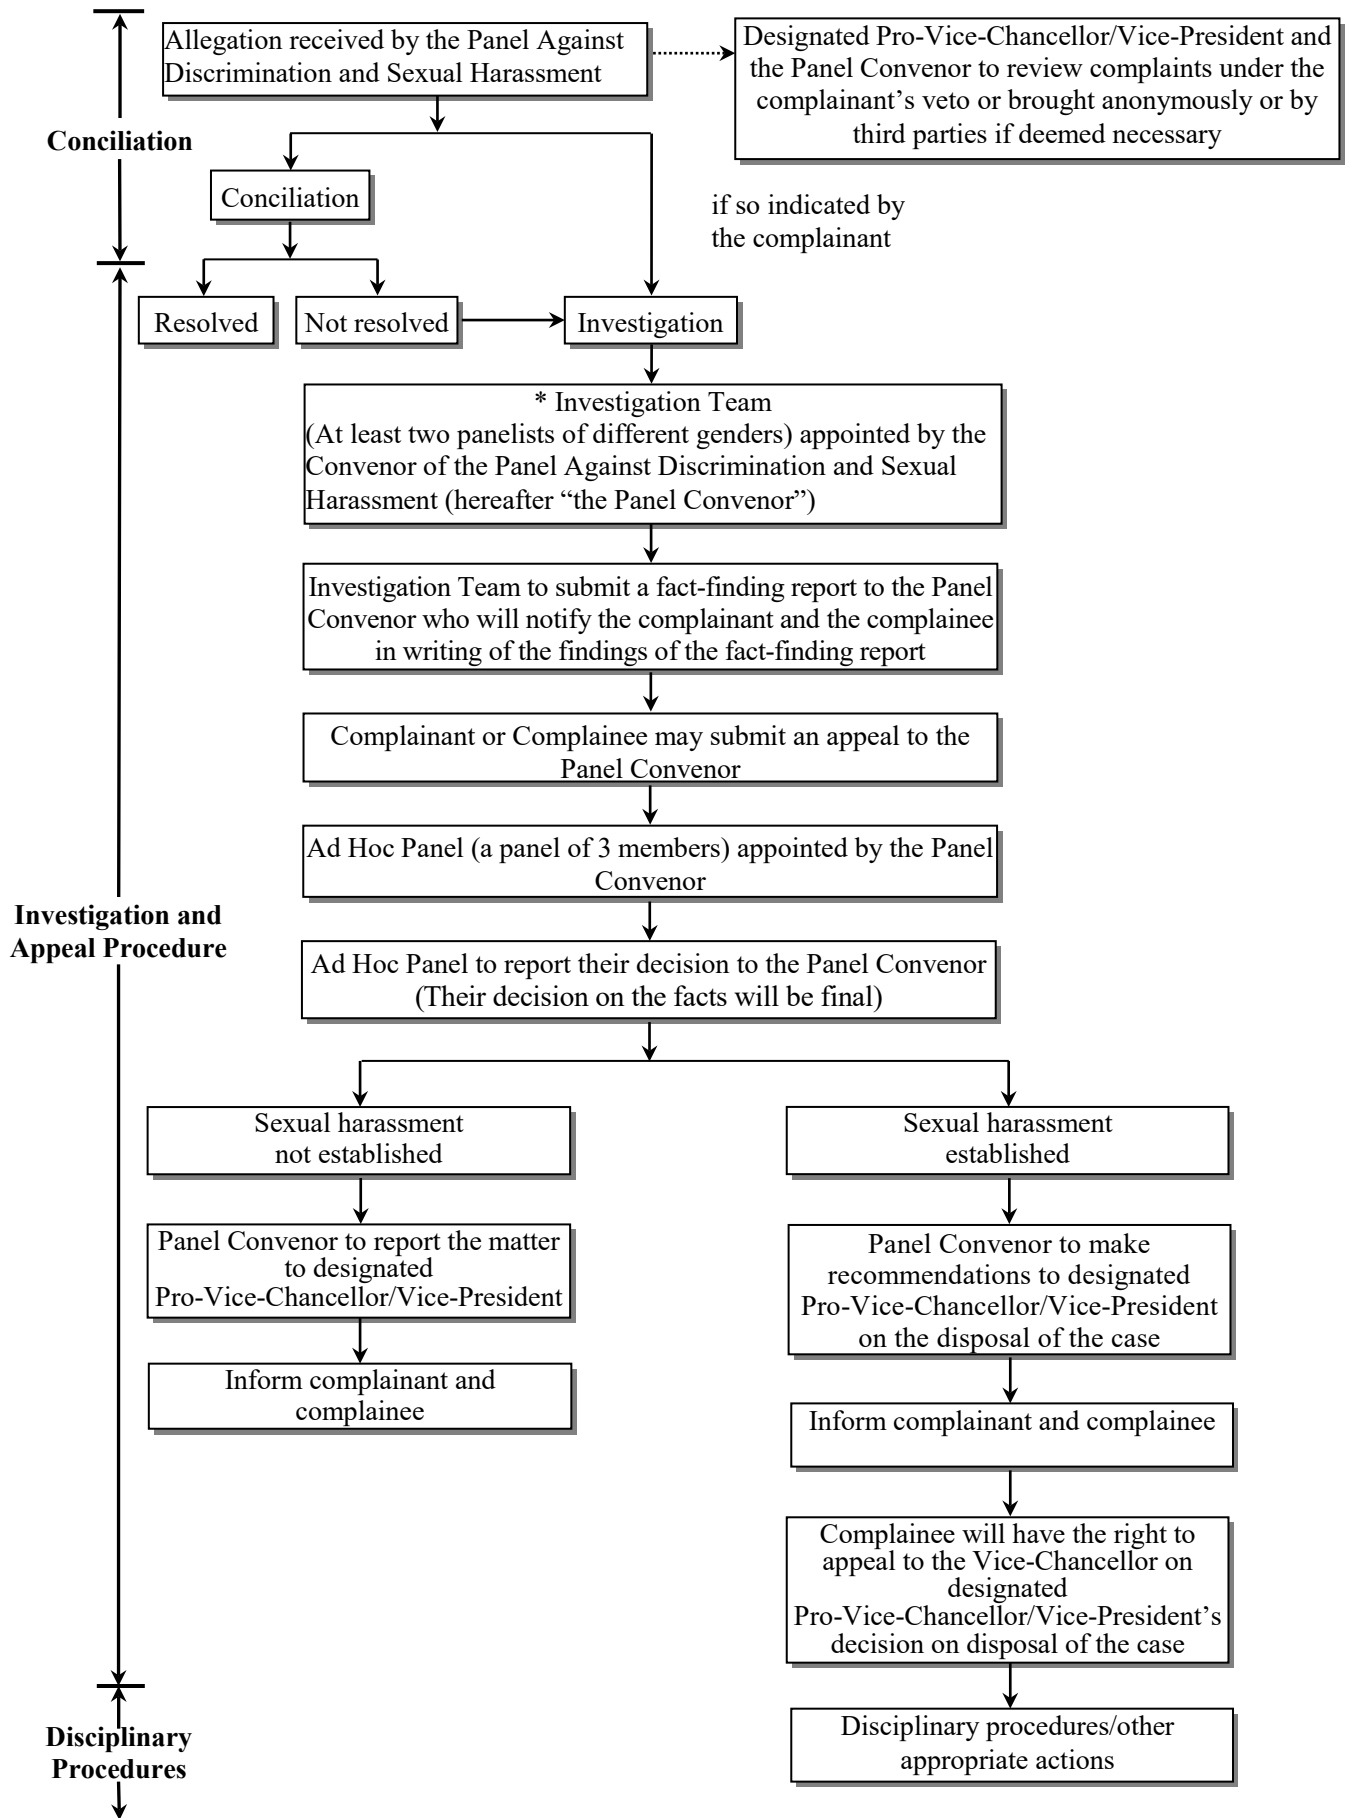 Allegation received by the Panel Against
Discrimination and Sexual Harassment
Designated Pro-Vice-Chancellor/Vice-President and
the Panel Convenor to review complaints under the
complainant’s veto or brought anonymously or by
third parties if deemed necessary
Conciliation
Conciliation
if so indicated by
the complainant
Resolved
Not resolved
Investigation
* Investigation Team
(At least two panelists of different genders) appointed by the
Convenor of the Panel Against Discrimination and Sexual
Harassment (hereafter “the Panel Convenor”)
Investigation Team to submit a fact-finding report to the Panel
Convenor who will notify the complainant and the complainee
in writing of the findings of the fact-finding report
Complainant or Complainee may submit an appeal to the
Panel Convenor
Ad Hoc Panel (a panel of 3 members) appointed by the Panel
Convenor
Investigation and
Appeal Procedure
Ad Hoc Panel to report their decision to the Panel Convenor
(Their decision on the facts will be final)
Sexual harassment
not established
Panel Convenor to report the matter
to designated
Pro-Vice-Chancellor/Vice-President
Inform complainant and
complainee
Sexual harassment
established
Panel Convenor to make
recommendations to designated
Pro-Vice-Chancellor/Vice-President
on the disposal of the case
Inform complainant and complainee
Complainee will have the right to
appeal to the Vice-Chancellor on
designated
Pro-Vice-Chancellor/Vice-President’s
decision on disposal of the case
Disciplinary
Procedures
Disciplinary procedures/other
appropriate actions